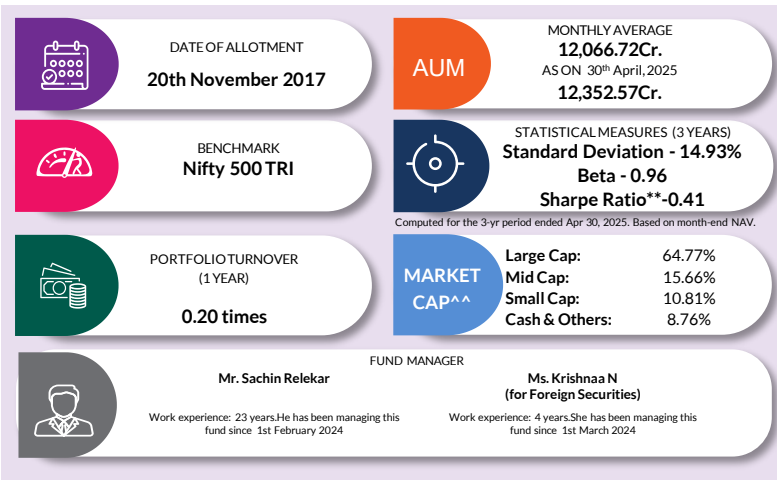 DATE OF ALLOTMENT
20th November 2017
AUM
MONTHLY AVERAGE
12,066.72Cr.
AS ON 30th April,2025
12,352.57Cr.
BENCHMARK
Nifty 500 TRI
STATISTICAL MEASURES (3 YEARS)
Standard Deviation - 14.93%
Beta - 0.96
Sharpe Ratio**-0.41
Computed for the 3-yr period ended Apr 30, 2025. Based on month-end NAV.
PORTFOLIO TURNOVER
(1 YEAR)
0.20 times
MARKET
CAP^^
Large Cap: 64.77%
Mid Cap: 15.66%
Small Cap: 10.81%
Cash & Others: 8.76%
FUND MANAGER
Mr. Sachin Relekar
Work experience: 23 years.He has been managing this
fund since 1st February 2024
Ms. Krishnaa N
(for Foreign Securities)
Work experience: 4 years.She has been managing this
fund since 1st March 2024